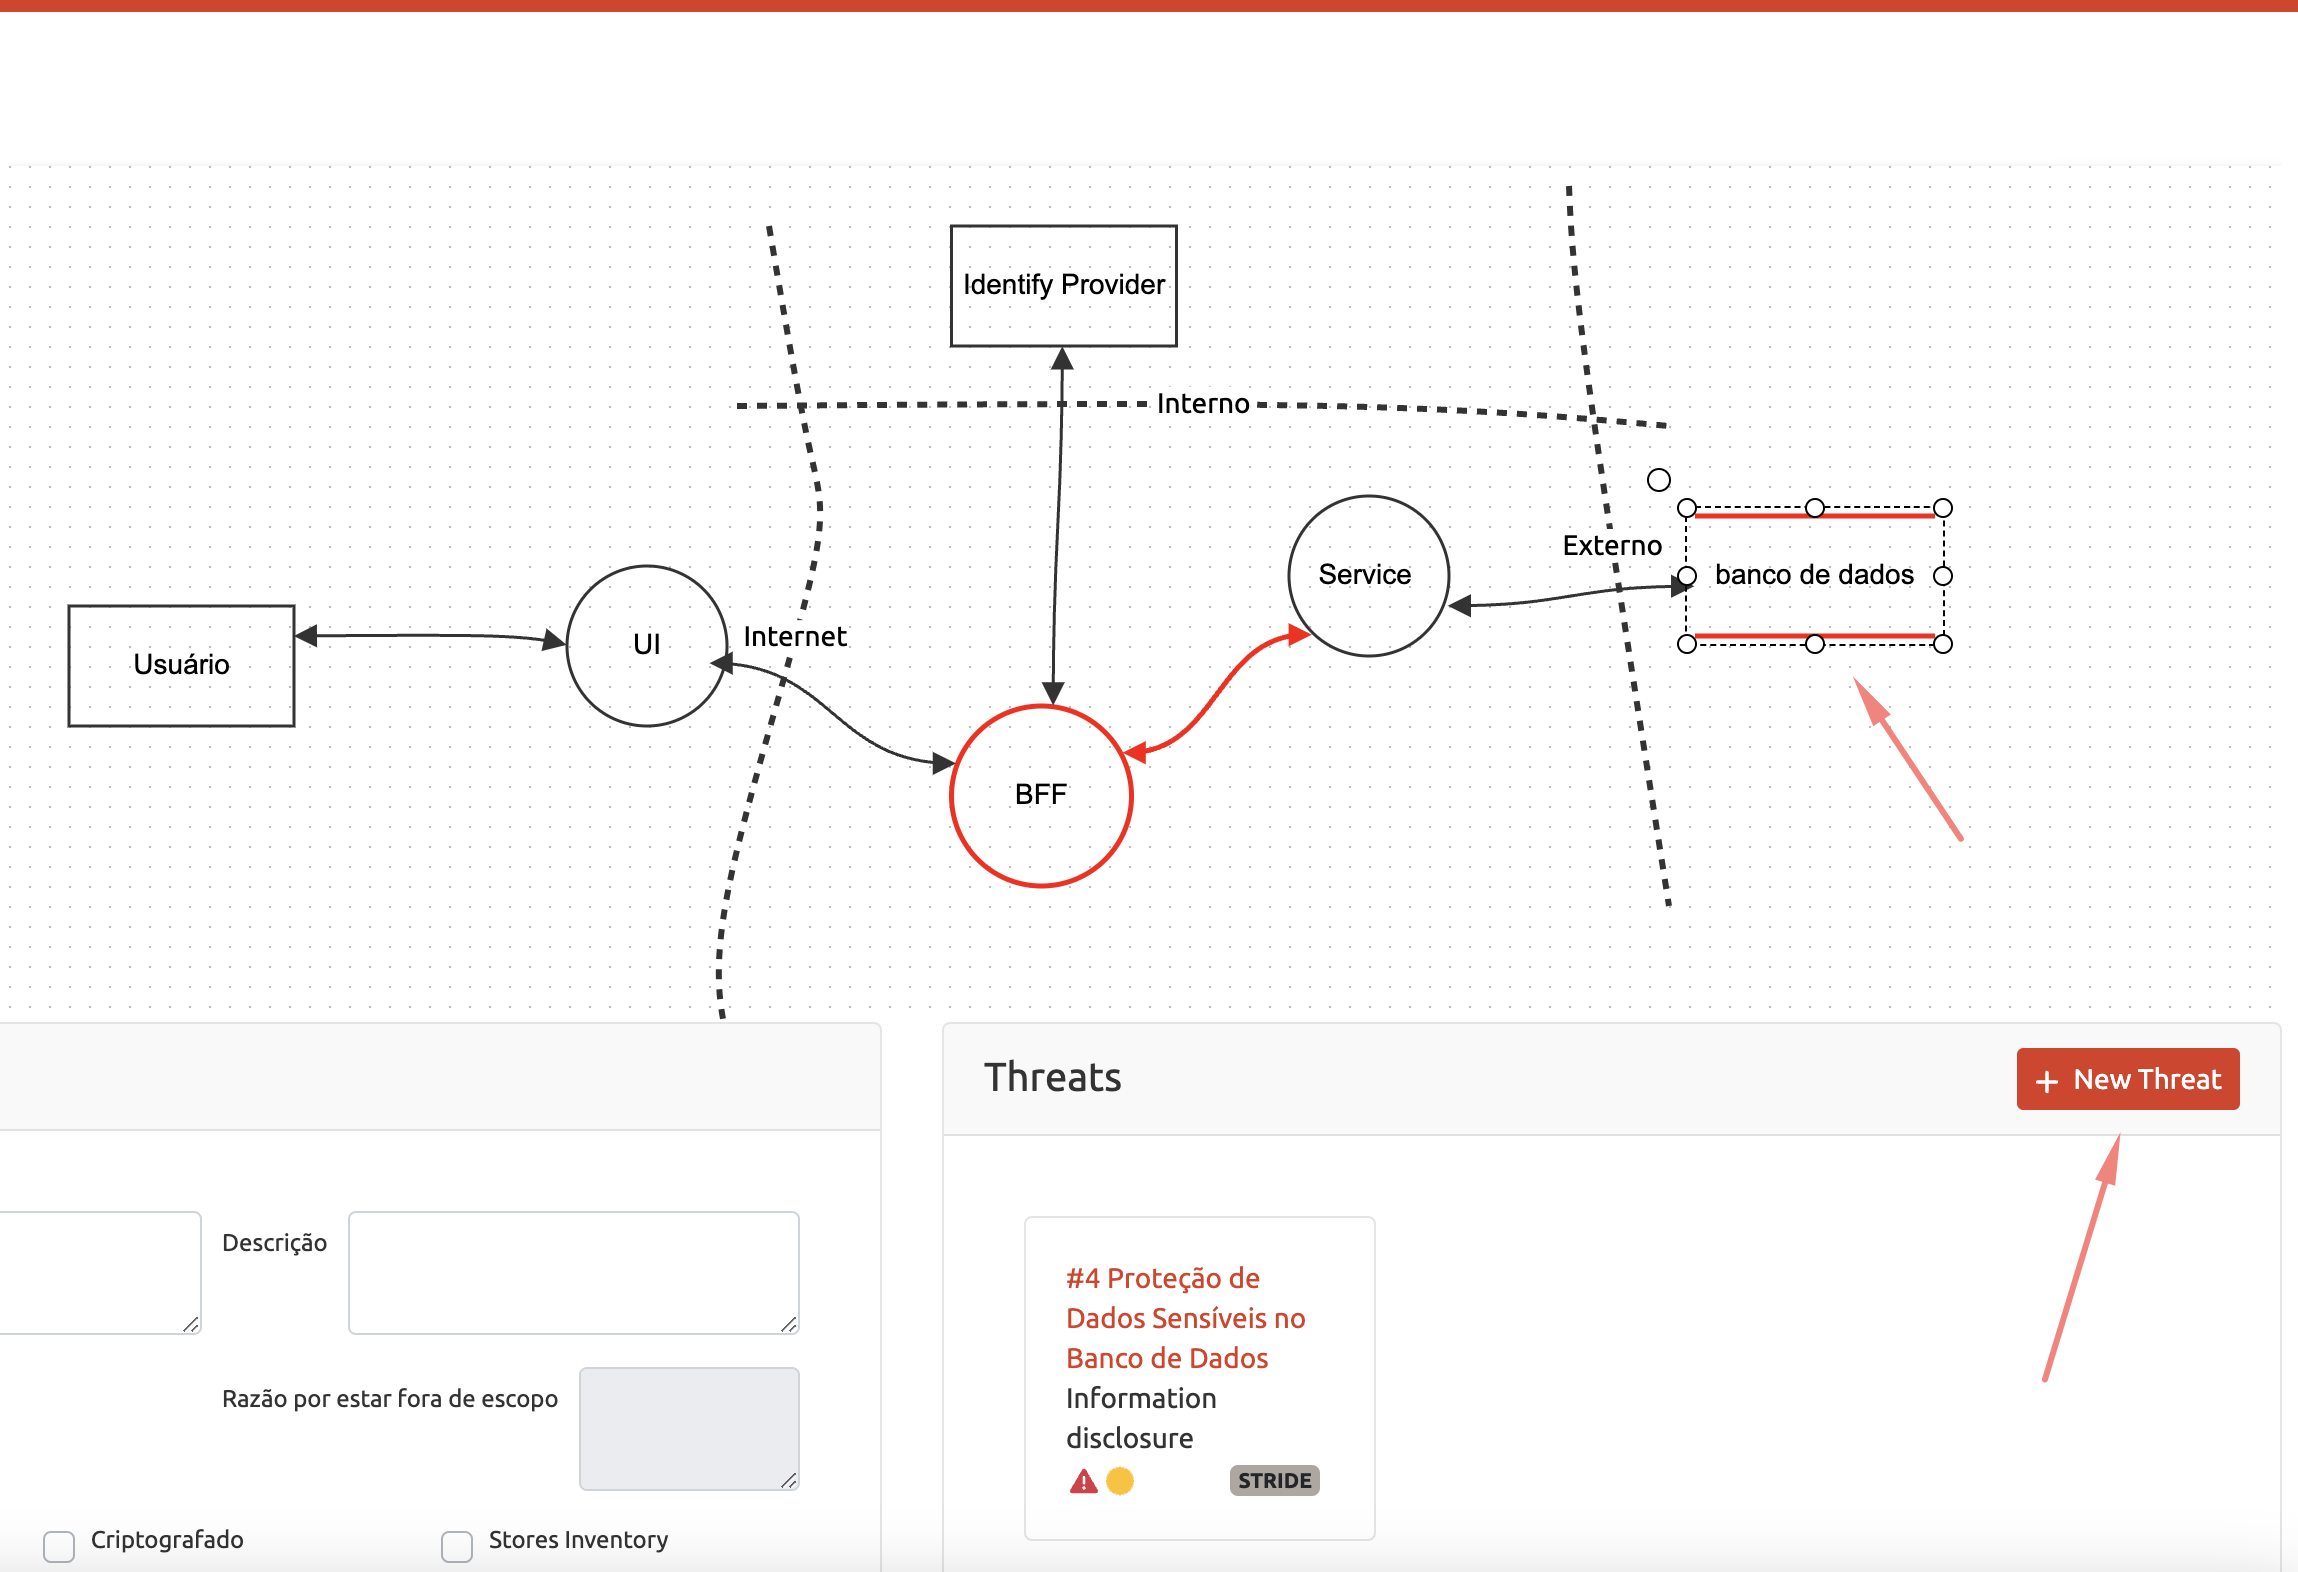 Identify Provider
Interno
Externo
Service
banco de dados
Internet
UI
Usuário
BFF
Threats
+ New Threat
Descrição
Razão por estar fora de escopo
Criptografado
Stores Inventory
#4 Proteção de
Dados Sensíveis no
Banco de Dados
Information
disclosure
STRIDE